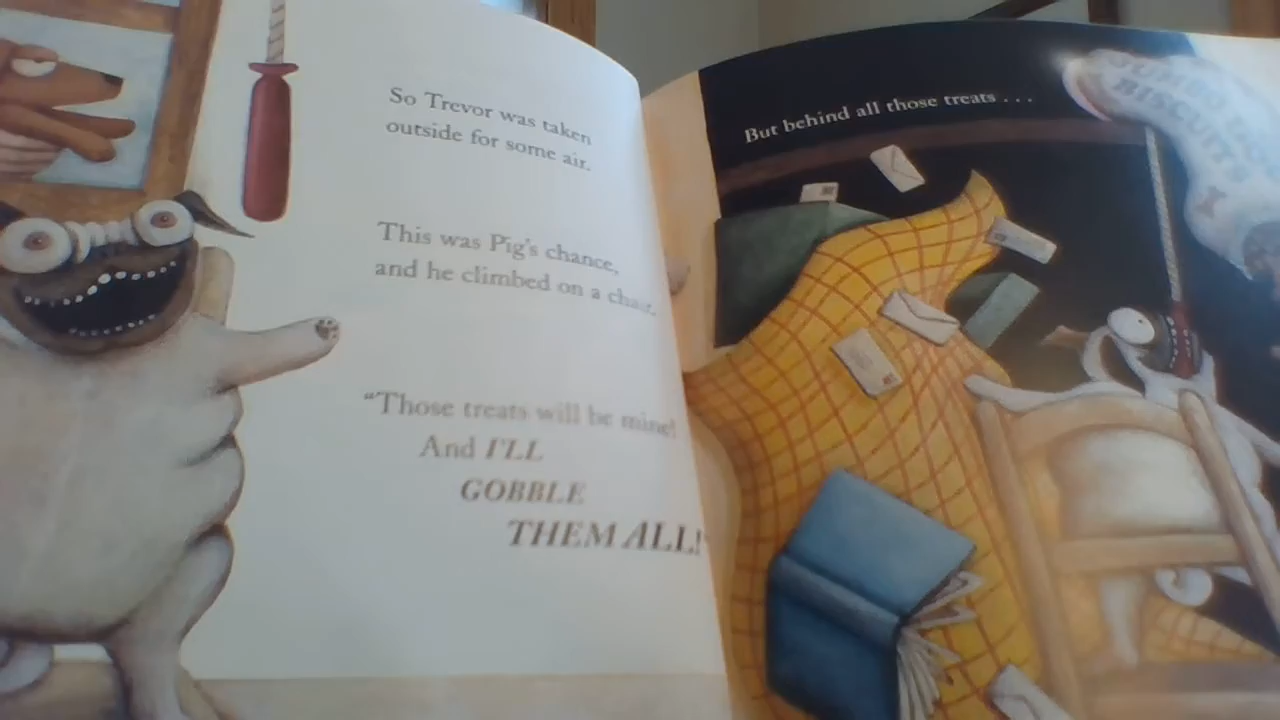 So Trevor was taken
outside for some air.
This was Pig's chance,
and he climbed on a chair.
"Those treats will be mine!
And I'LL
GOBBLE
THEM ALL!"
But behind all those treats . . .
BISCUITS